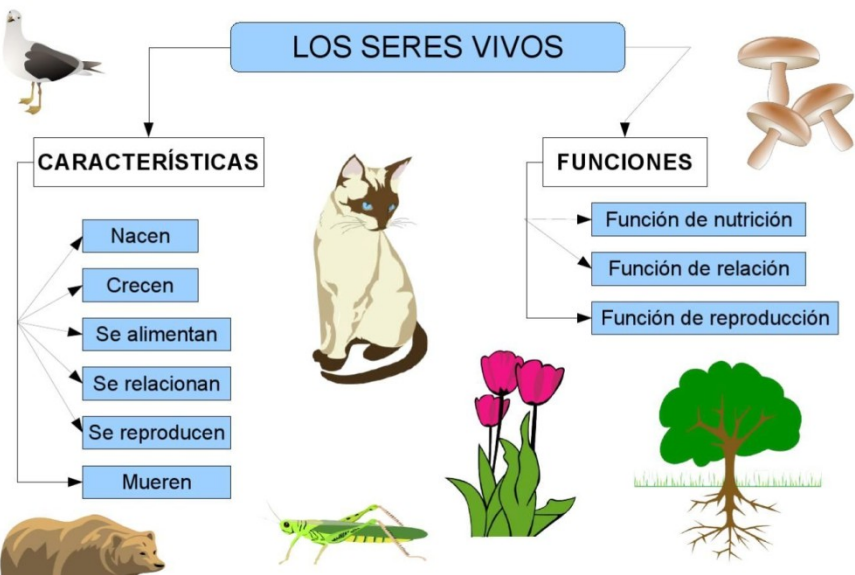 LOS SERES VIVOS
CARACTERÍSTICAS
Nacen
Crecen
Se alimentan
Se relacionan
Se reproducen
Mueren
FUNCIONES
Función de nutrición
Función de relación
Función de reproducción